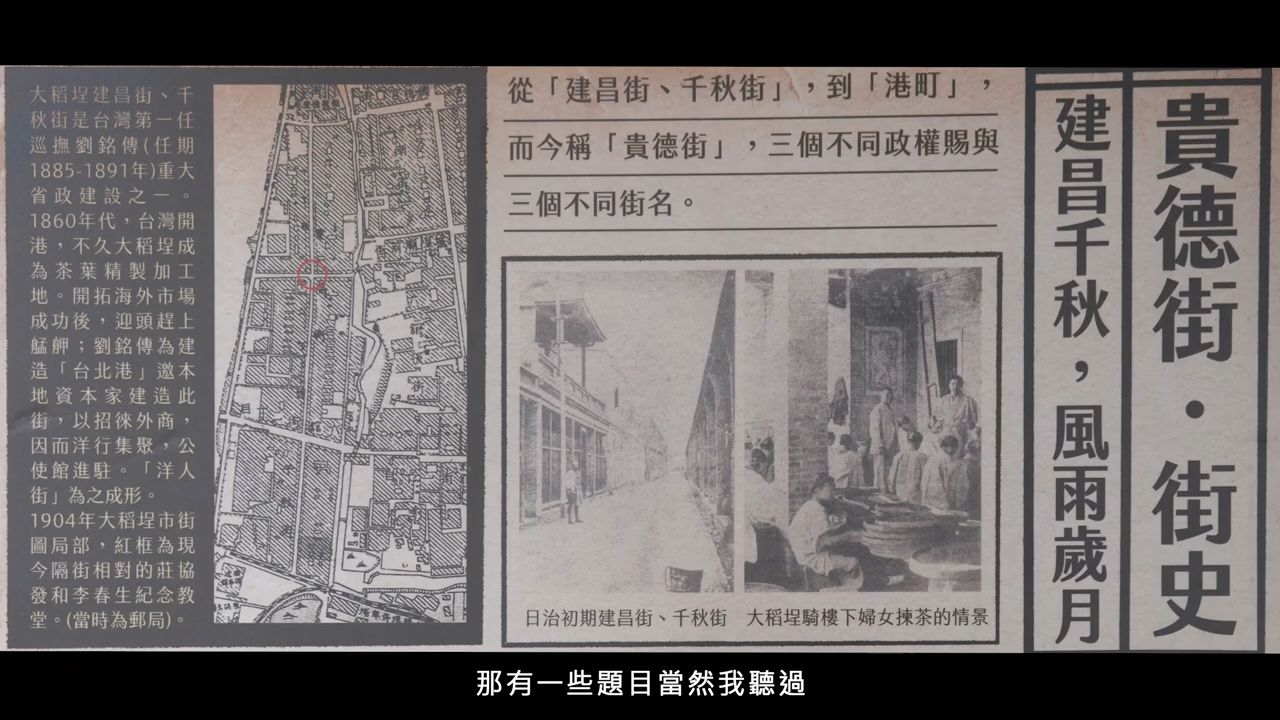 貴德街・街史
建昌千秋，風雨歲月
從「建昌街、千秋街」，到「港町」，
而今稱「貴德街」，三個不同政權賜與
三個不同街名。
日治初期建昌街、千秋街
大稻埕騎樓下婦女揀茶的情景
大稻埕建昌街、千
秋街是台灣第一任
巡撫劉銘傳(任期
1885-1891年)重大
省政建設之一。
1860年代，台灣開
港，不久大稻埕成
為茶葉精製加工
地。開拓海外市場
成功後，迎頭趕上
艋舺；劉銘傳為建
造「台北港」邀本
地資本家建造此
街，以招徠外商，
因而洋行集聚，公
使館進駐。「洋人
街」為之成形。
1904年大稻埕市街
圖局部，紅框為現
今隔街相對的莊協
發和李春生紀念教
堂。(當時為郵局)。
那有一些題目當然我聽過